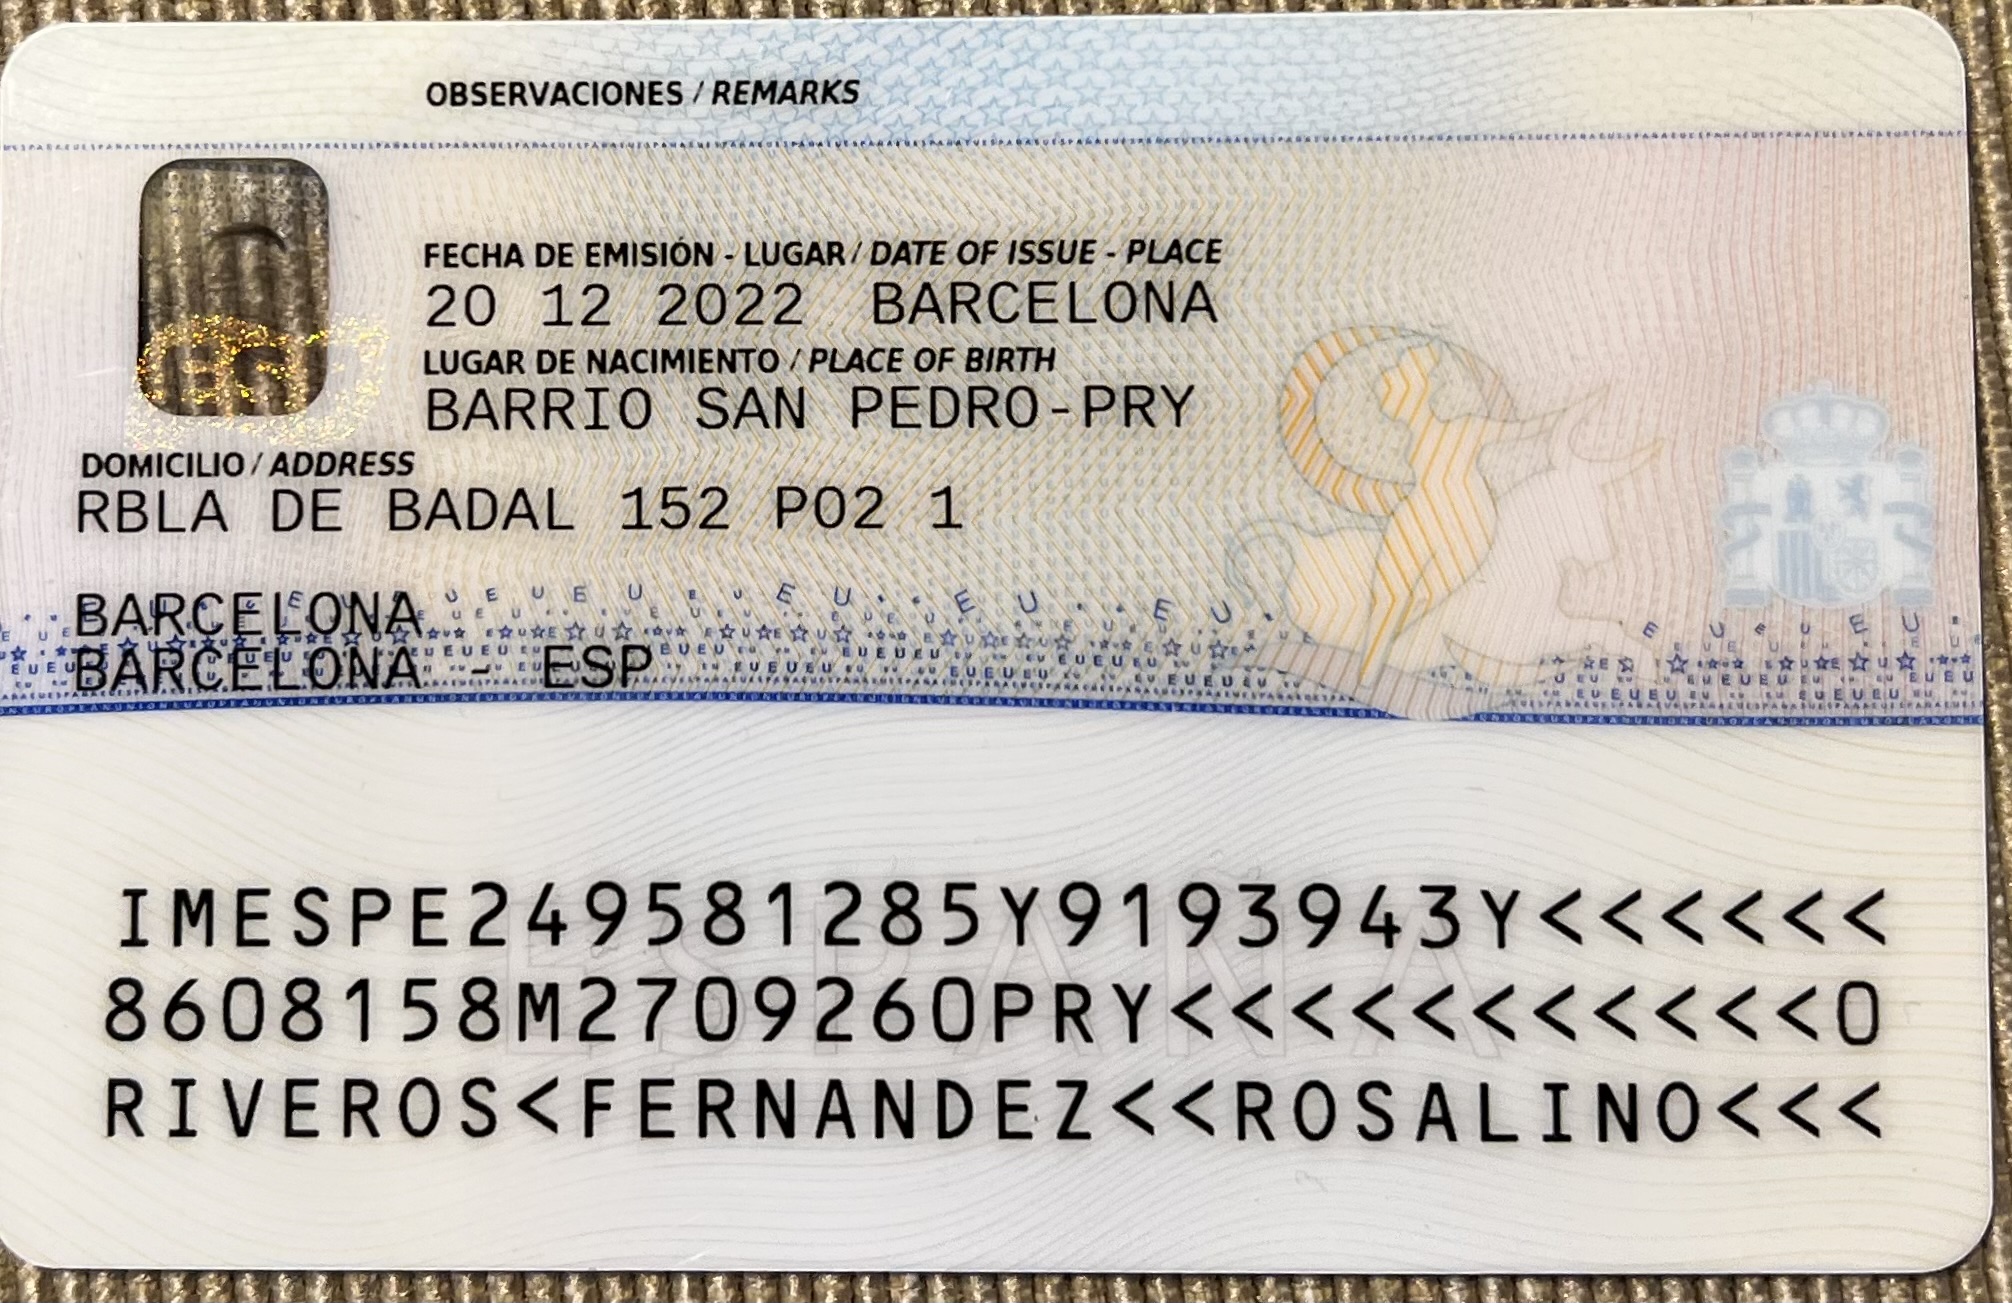 OBSERVACIONES / REMARKS
FECHA DE EMISIÓN - LUGAR / DATE OF ISSUE - PLACE
20 12 2022 BARCELONA
LUGAR DE NACIMIENTO / PLACE OF BIRTH
BARRIO SAN PEDRO-PRY
DOMICILIO / ADDRESS
RBLA DE BADAL 152 P02 1
BARCELONA
BARCELONA - ESP
ESPAÑA
IMESPE249581285Y9193943Y<<<<<<
8608158M2709260PRY<<<<<<<<<<<0
RIVEROS<FERNANDEZ<<ROSALINO<<<